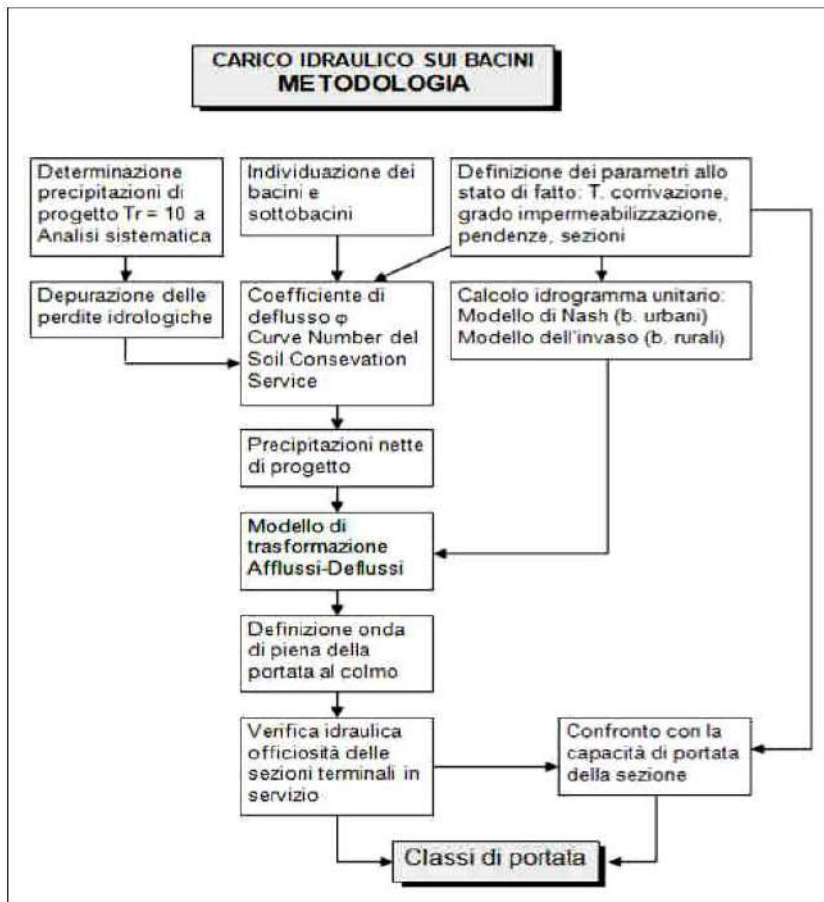 CARICO IDRAULICO SUI BACINI
METODOLOGIA
Determinazione
precipitazioni di
progetto Tr = 10 a
Analisi sistematica
Individuazione dei
bacini e
sottobacini
Definizione dei parametri allo
stato di fatto: T. corrivazione,
grado impermeabilizzazione,
pendenze, sezioni
Depurazione delle
perdite idrologiche
Coefficiente di
deflusso φ
Curve Number del
Soil Consevation
Service
Calcolo idrogramma unitario:
Modello di Nash (b. urbani)
Modello dell'invaso (b. rurali)
Precipitazioni nette
di progetto
Modello di
trasformazione
Afflussi-Deflussi
Definizione onda
di piena della
portata al colmo
Verifica idraulica
officiosità delle
sezioni terminali in
servizio
Confronto con la
capacità di portata
della sezione
Classi di portata